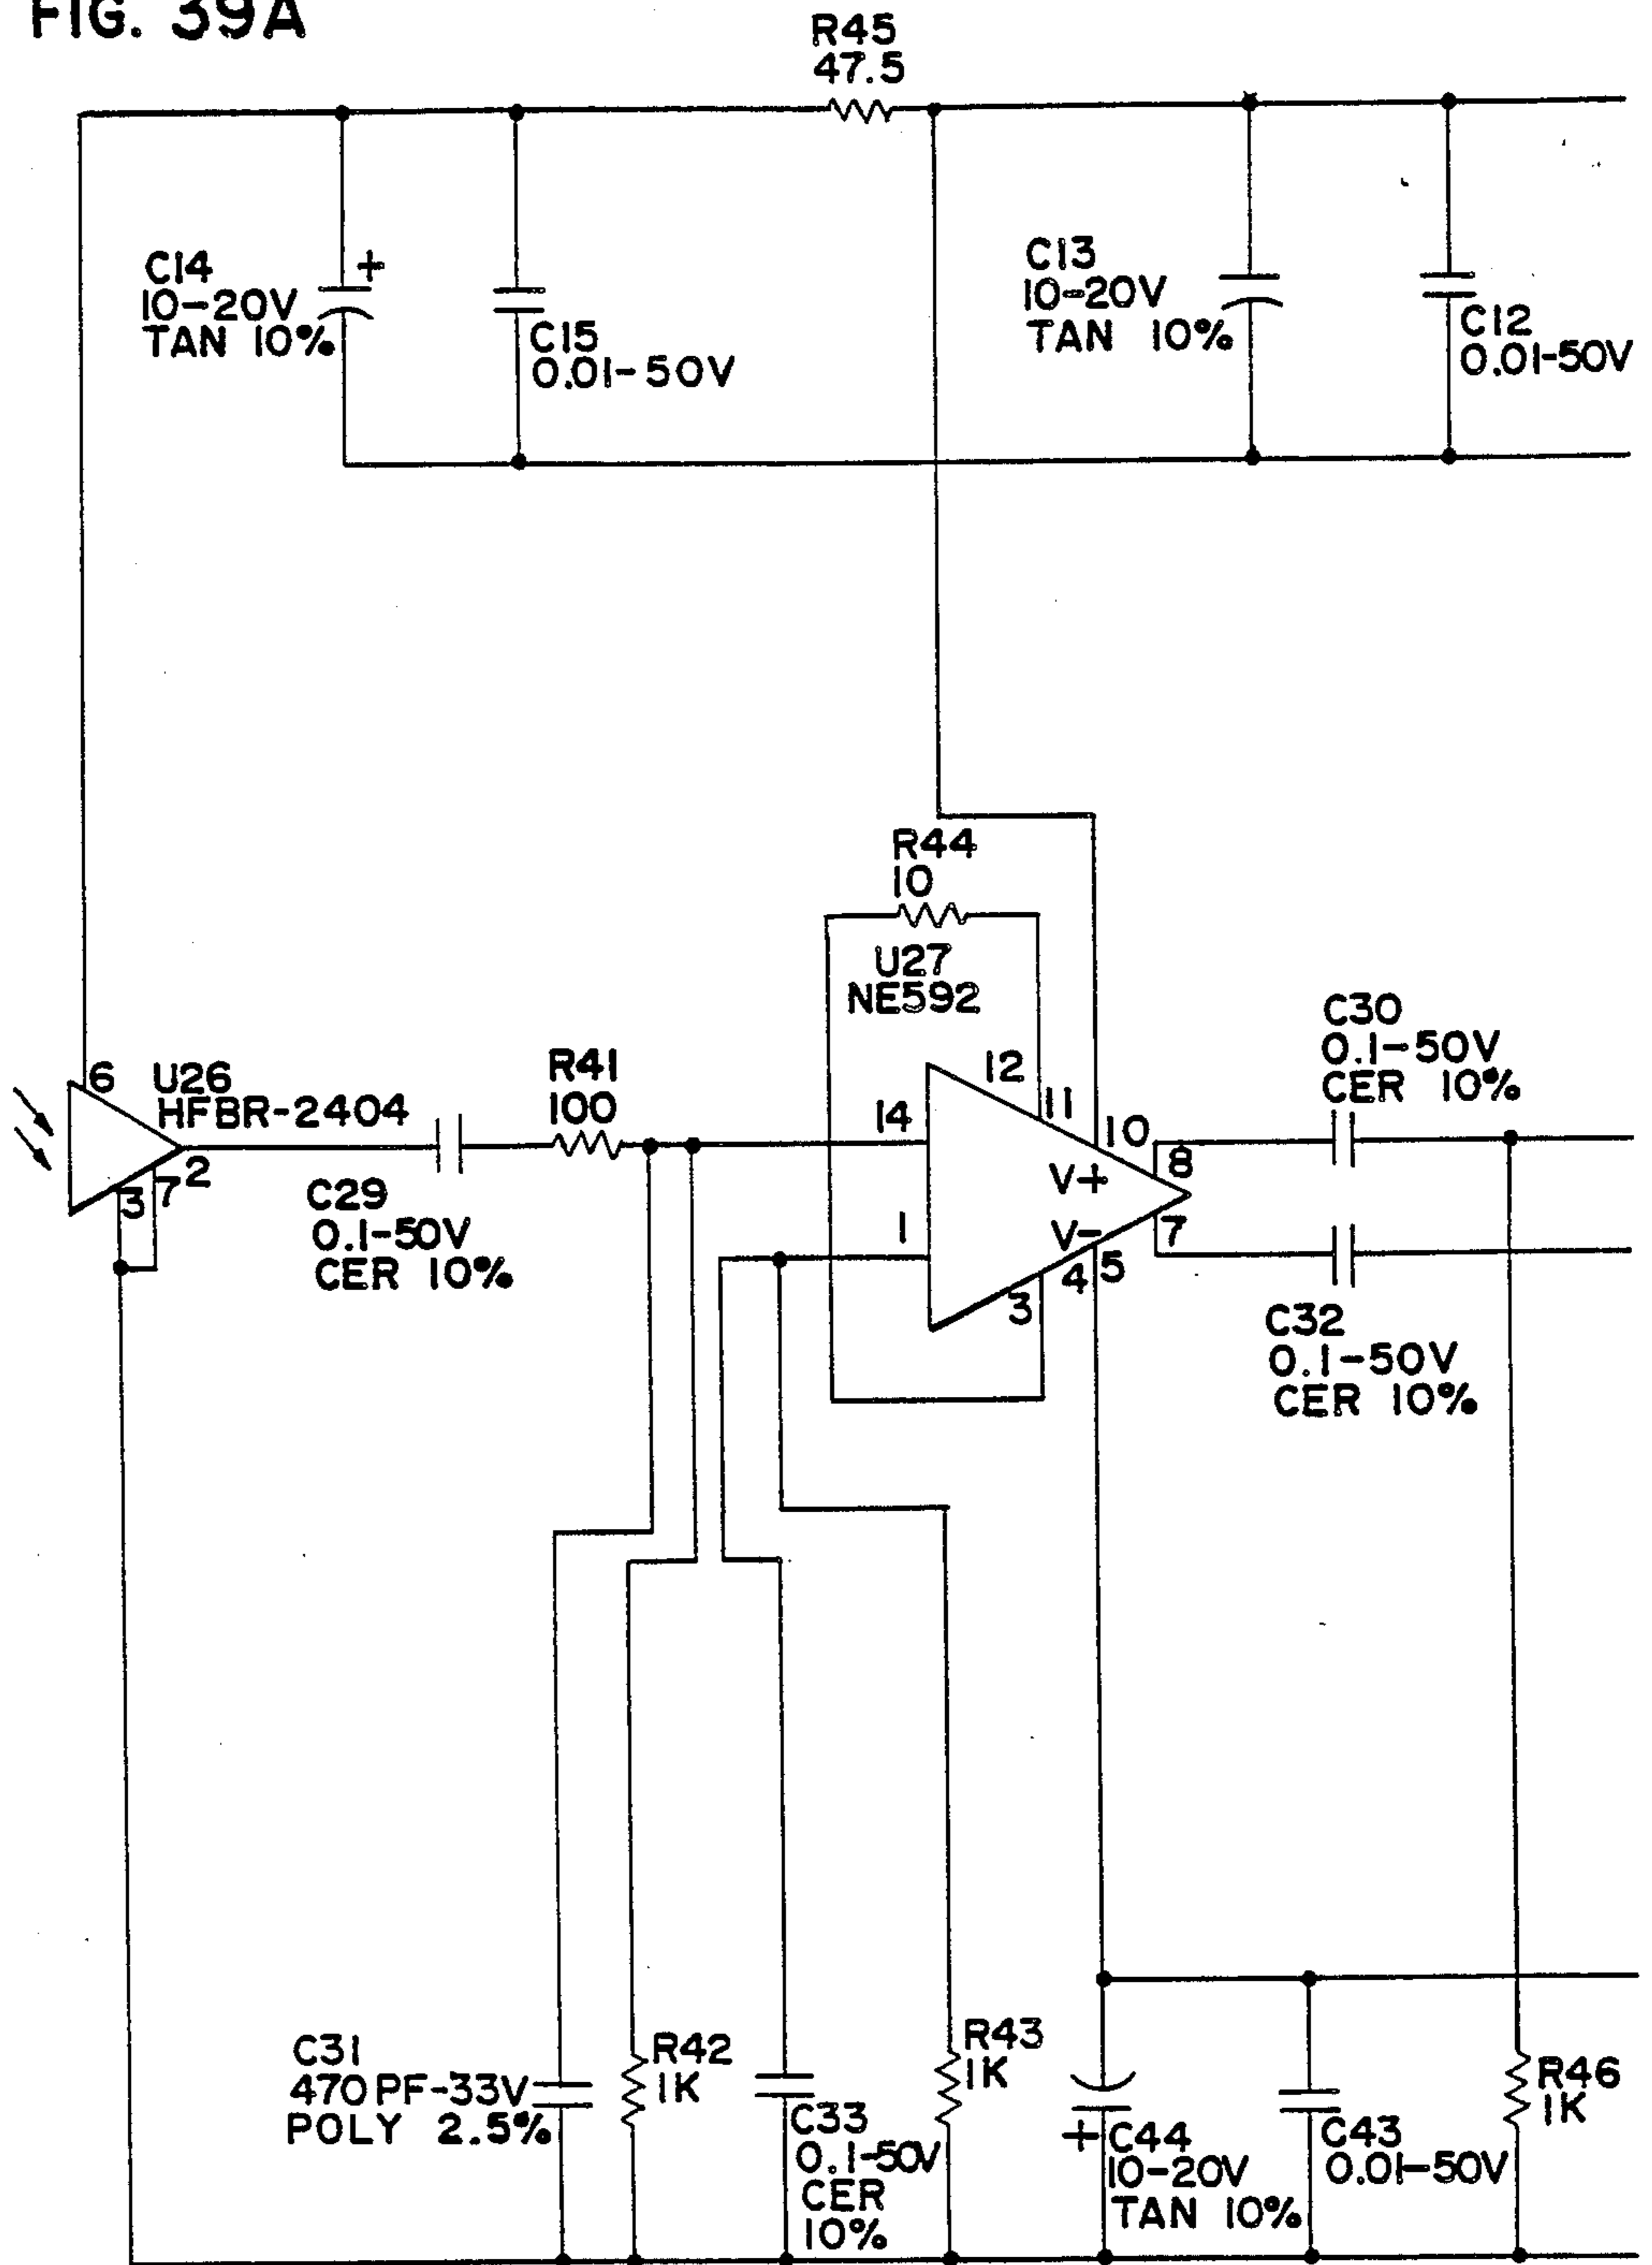 FIG. 39A
R45
47.5
C14
10-20V
TAN 10%
+
C15
0.01-50V
C13
10-20V
TAN 10%
C12
0.01-50V
R44
10
U27
NE592
C30
0.1-50V
CER 10%
6
U26
HFBR-2404
R41
100
12
11
14
10
8
2
7
3
C29
0.1-50V
CER 10%
V+
1
V-
7
4
5
3
C32
0.1-50V
CER 10%
C31
470 PF-33V
POLY 2.5%
R42
1K
C33
0.1-50V
CER
10%
R43
1K
+
C44
10-20V
TAN 10%
C43
0.01-50V
R46
1K